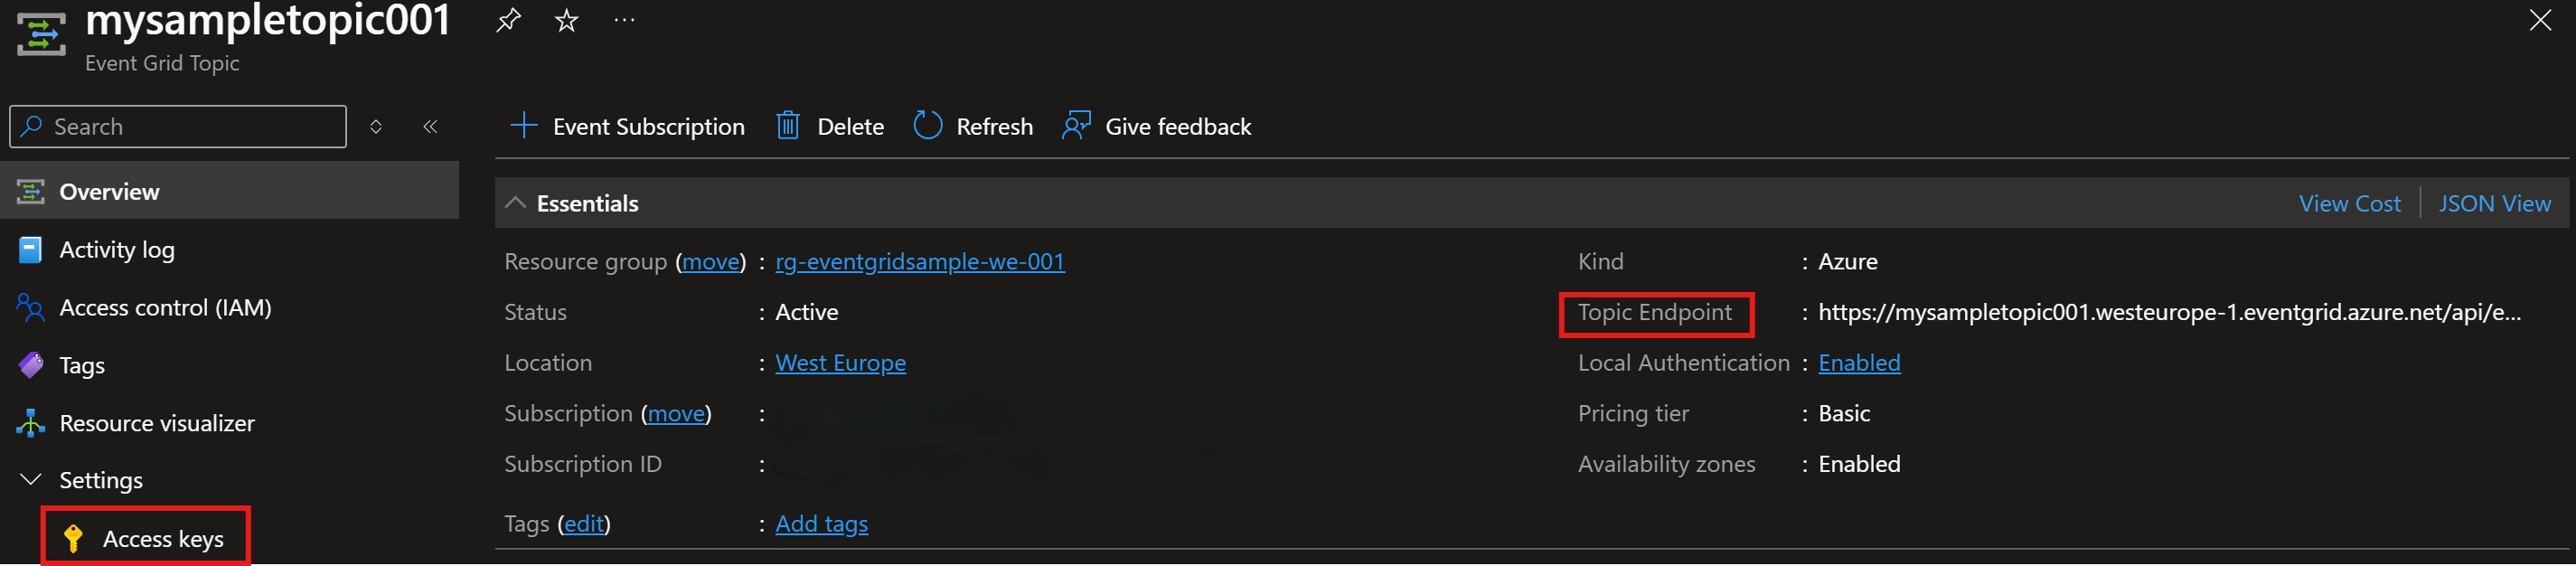 mysampletopic001
Event Grid Topic
Search
Overview
Activity log
Access control (IAM)
Tags
Resource visualizer
Settings
Access keys
Event Subscription Delete Refresh Give feedback
Essentials View Cost JSON View
Resource group (move) : rg-eventgridsample-we-001
Status : Active
Location : West Europe
Subscription (move) :
Subscription ID :
Tags (edit) : Add tags
Kind : Azure
Topic Endpoint : https://mysampletopic001.westeurope-1.eventgrid.azure.net/api/e...
Local Authentication : Enabled
Pricing tier : Basic
Availability zones : Enabled